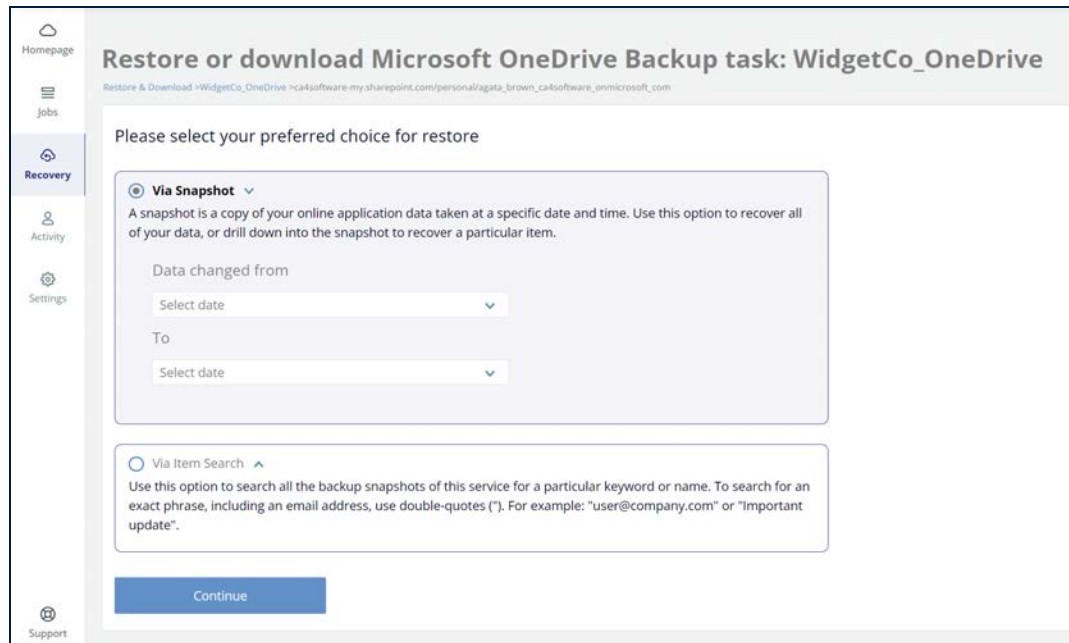 Homepage
Jobs
Recovery
Activity
Settings
Support
Restore or download Microsoft OneDrive Backup task: WidgetCo_OneDrive
Restore & Download >WidgetCo_OneDrive >ca4software-my.sharepoint.com/personal/agata_brown_ca4software_onmicrosoft_com
Please select your preferred choice for restore
Via Snapshot
A snapshot is a copy of your online application data taken at a specific date and time. Use this option to recover all
of your data, or drill down into the snapshot to recover a particular item.
Data changed from
Select date
To
Select date
Via Item Search
Use this option to search all the backup snapshots of this service for a particular keyword or name. To search for an
exact phrase, including an email address, use double-quotes ("). For example: "user@company.com" or "Important
update".
Continue